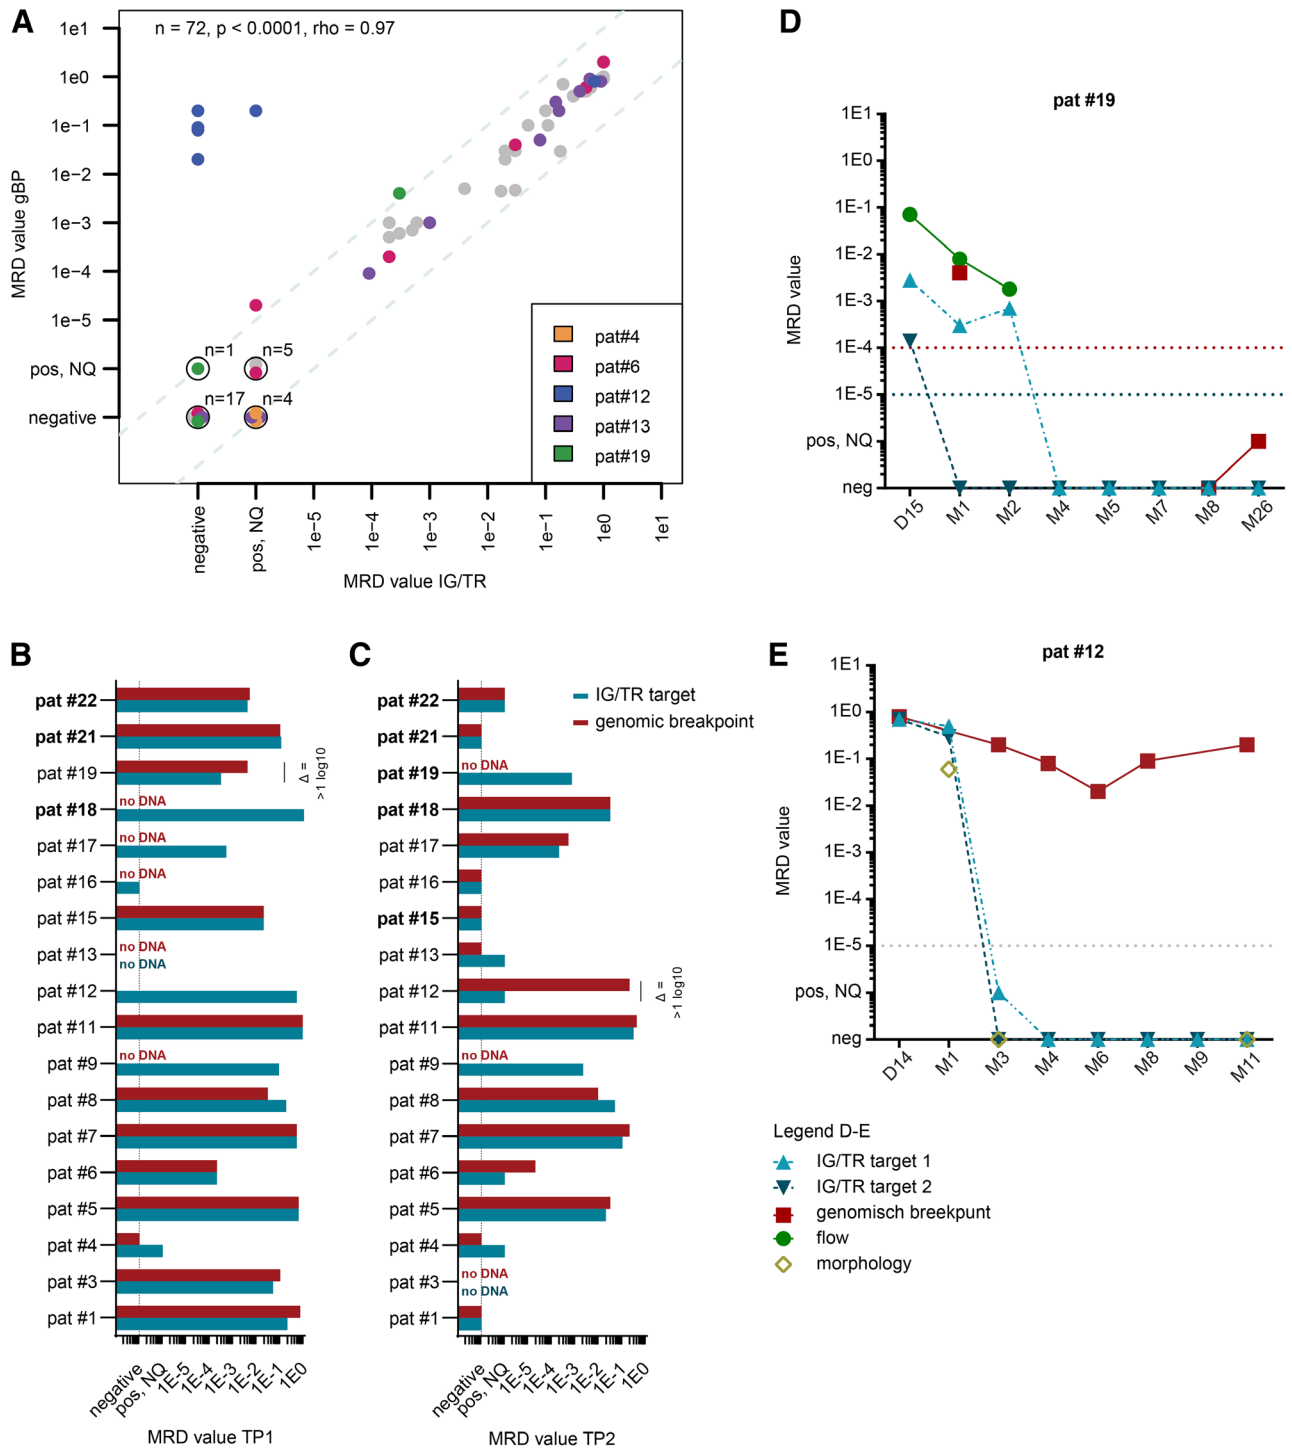 A
n = 72, p < 0.0001, rho = 0.97
MRD value gBP
1e1
1e0
1e-1
1e-2
1e-3
1e-4
1e-5
pos, NQ
negative
n=1
n=5
n=17
n=4
pat#4
pat#6
pat#12
pat#13
pat#19
negative
pos, NQ
1e-5
1e-4
1e-3
1e-2
1e-1
1e0
1e1
MRD value IG/TR
D
pat #19
MRD value
1E1
1E0
1E-1
1E-2
1E-3
1E-4
1E-5
pos, NQ
neg
D15
M1
M2
M4
M5
M7
M8
M26
B
pat #22
pat #21
pat #19
Δ =
>1 log10
pat #18
no DNA
pat #17
no DNA
pat #16
no DNA
pat #15
pat #13
no DNA
no DNA
pat #12
pat #11
pat #9
no DNA
pat #8
pat #7
pat #6
pat #5
pat #4
pat #3
pat #1
negative
pos, NQ
1E-5
1E-4
1E-3
1E-2
1E-1
1E0
MRD value TP1
C
IG/TR target
genomic breakpoint
pat #22
pat #21
pat #19
no DNA
pat #18
pat #17
pat #16
pat #15
pat #13
pat #12
Δ =
>1 log10
pat #11
pat #9
no DNA
pat #8
pat #7
pat #6
pat #5
pat #4
pat #3
no DNA
no DNA
pat #1
negative
pos, NQ
1E-5
1E-4
1E-3
1E-2
1E-1
1E0
MRD value TP2
E
pat #12
MRD value
1E1
1E0
1E-1
1E-2
1E-3
1E-4
1E-5
pos, NQ
neg
D14
M1
M3
M4
M6
M8
M9
M11
Legend D-E
IG/TR target 1
IG/TR target 2
genomisch breekpunt
flow
morphology